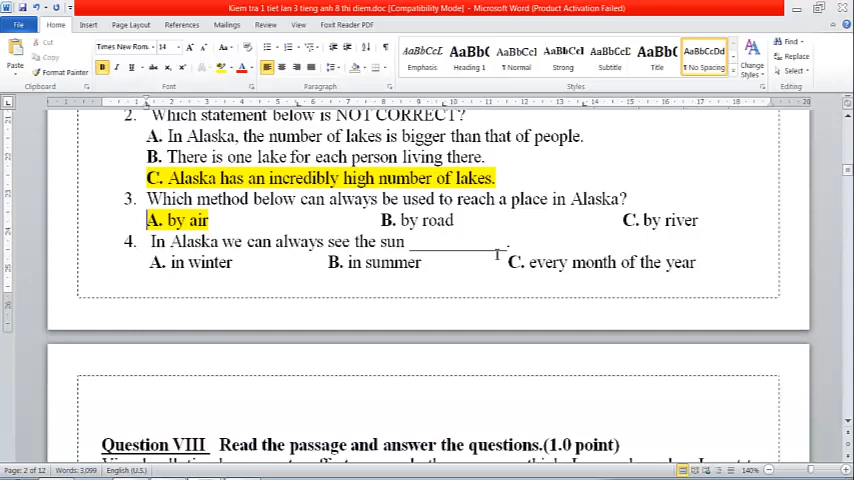 Kiem tra 1 tiet lan 3 tieng anh 8 thi diem.doc [Compatibility Mode] - Microsoft Word (Product Activation Failed)
File Home Insert Page Layout References Mailings Review View Foxit Reader PDF
Cut
Copy
Paste Format Painter
Times New Rom 14
AaBbCcL AaBbC AaBbCcI AaBbCcI AaBbCcD AaBb( AaBbCcDd
Emphasis Heading 1 ¶ Normal Strong Subtitle Title ¶ No Spacing
Change Styles
Find
Replace
Select
Clipboard Font Paragraph Styles Editing
2. Which statement below is NOT CORRECT?
A. In Alaska, the number of lakes is bigger than that of people.
B. There is one lake for each person living there.
C. Alaska has an incredibly high number of lakes.
3. Which method below can always be used to reach a place in Alaska?
A. by air B. by road C. by river
4. In Alaska we can always see the sun __________.
A. in winter B. in summer C. every month of the year
Question VIII Read the passage and answer the questions.(1.0 point)
Page: 2 of 12 Words: 3,099 English (U.S.) 140%